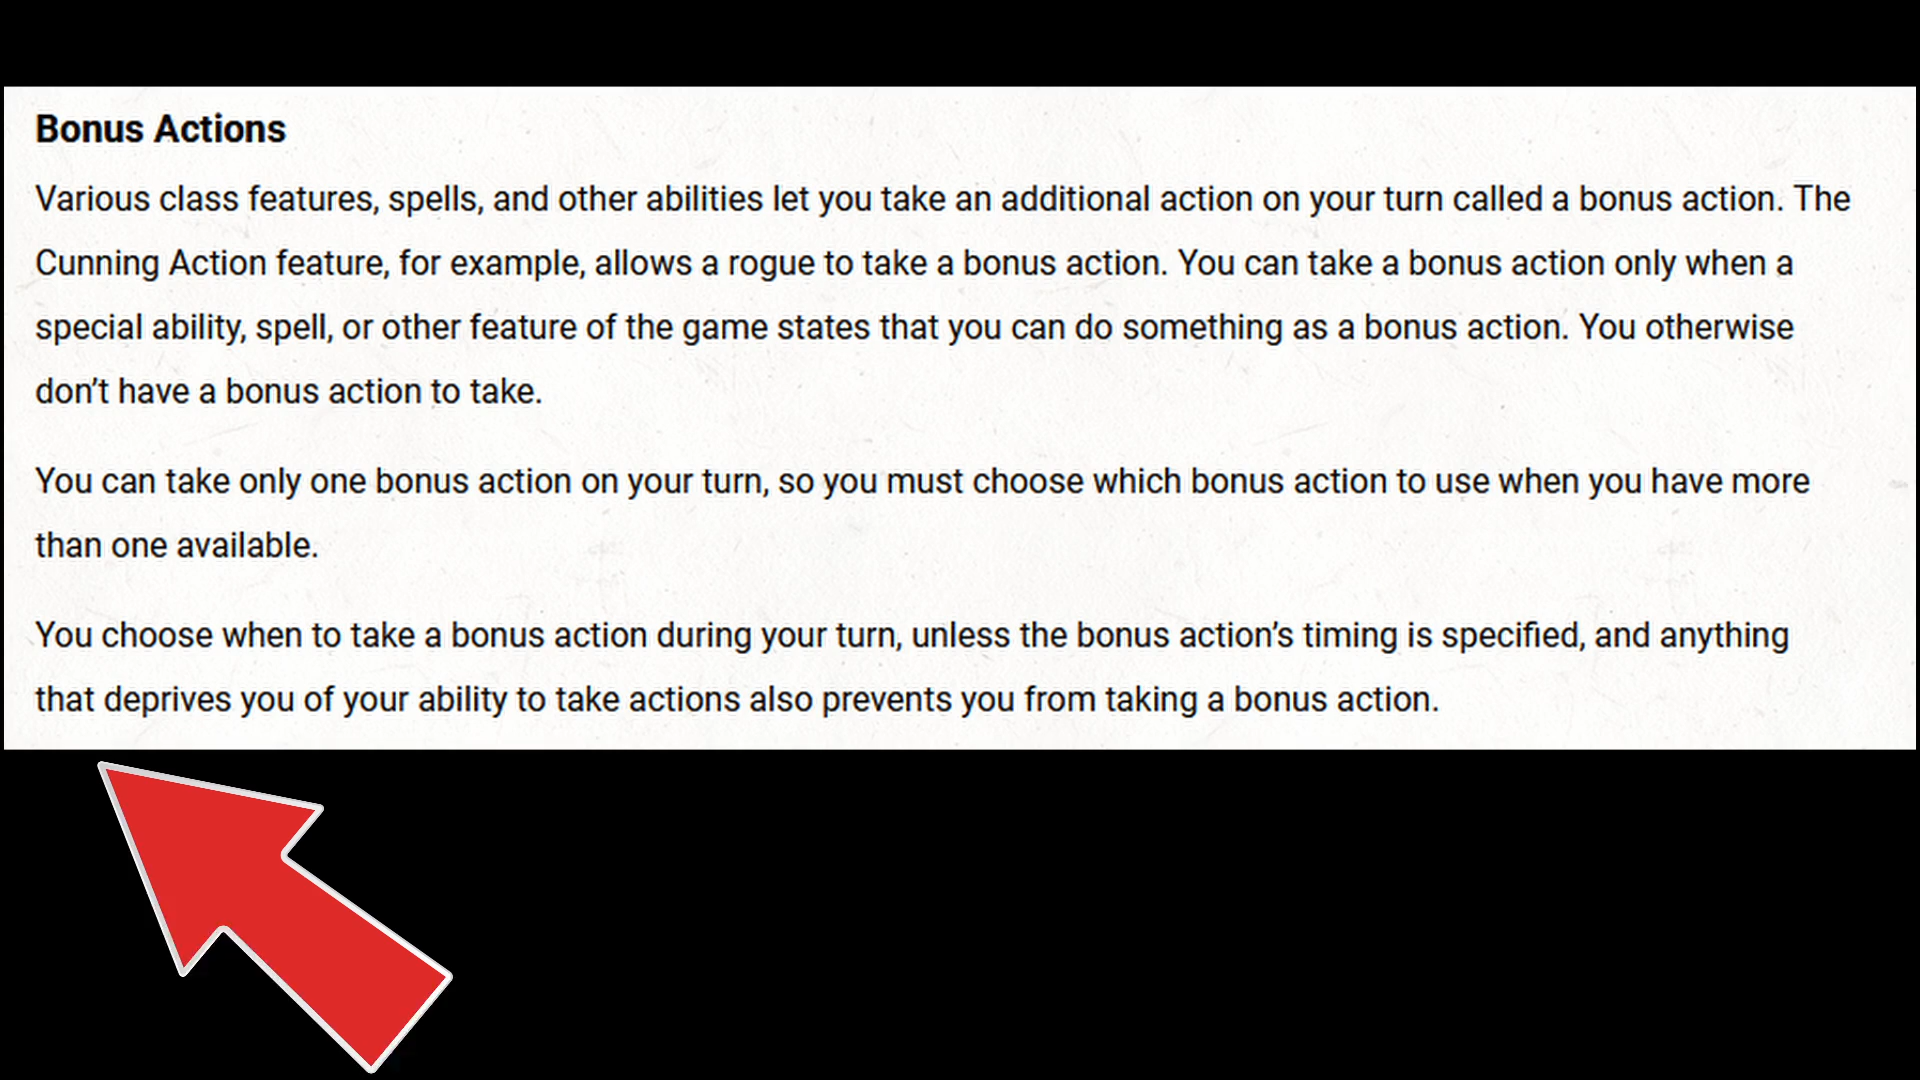 Bonus Actions
Various class features, spells, and other abilities let you take an additional action on your turn called a bonus action. The
Cunning Action feature, for example, allows a rogue to take a bonus action. You can take a bonus action only when a
special ability, spell, or other feature of the game states that you can do something as a bonus action. You otherwise
don’t have a bonus action to take.
You can take only one bonus action on your turn, so you must choose which bonus action to use when you have more
than one available.
You choose when to take a bonus action during your turn, unless the bonus action’s timing is specified, and anything
that deprives you of your ability to take actions also prevents you from taking a bonus action.